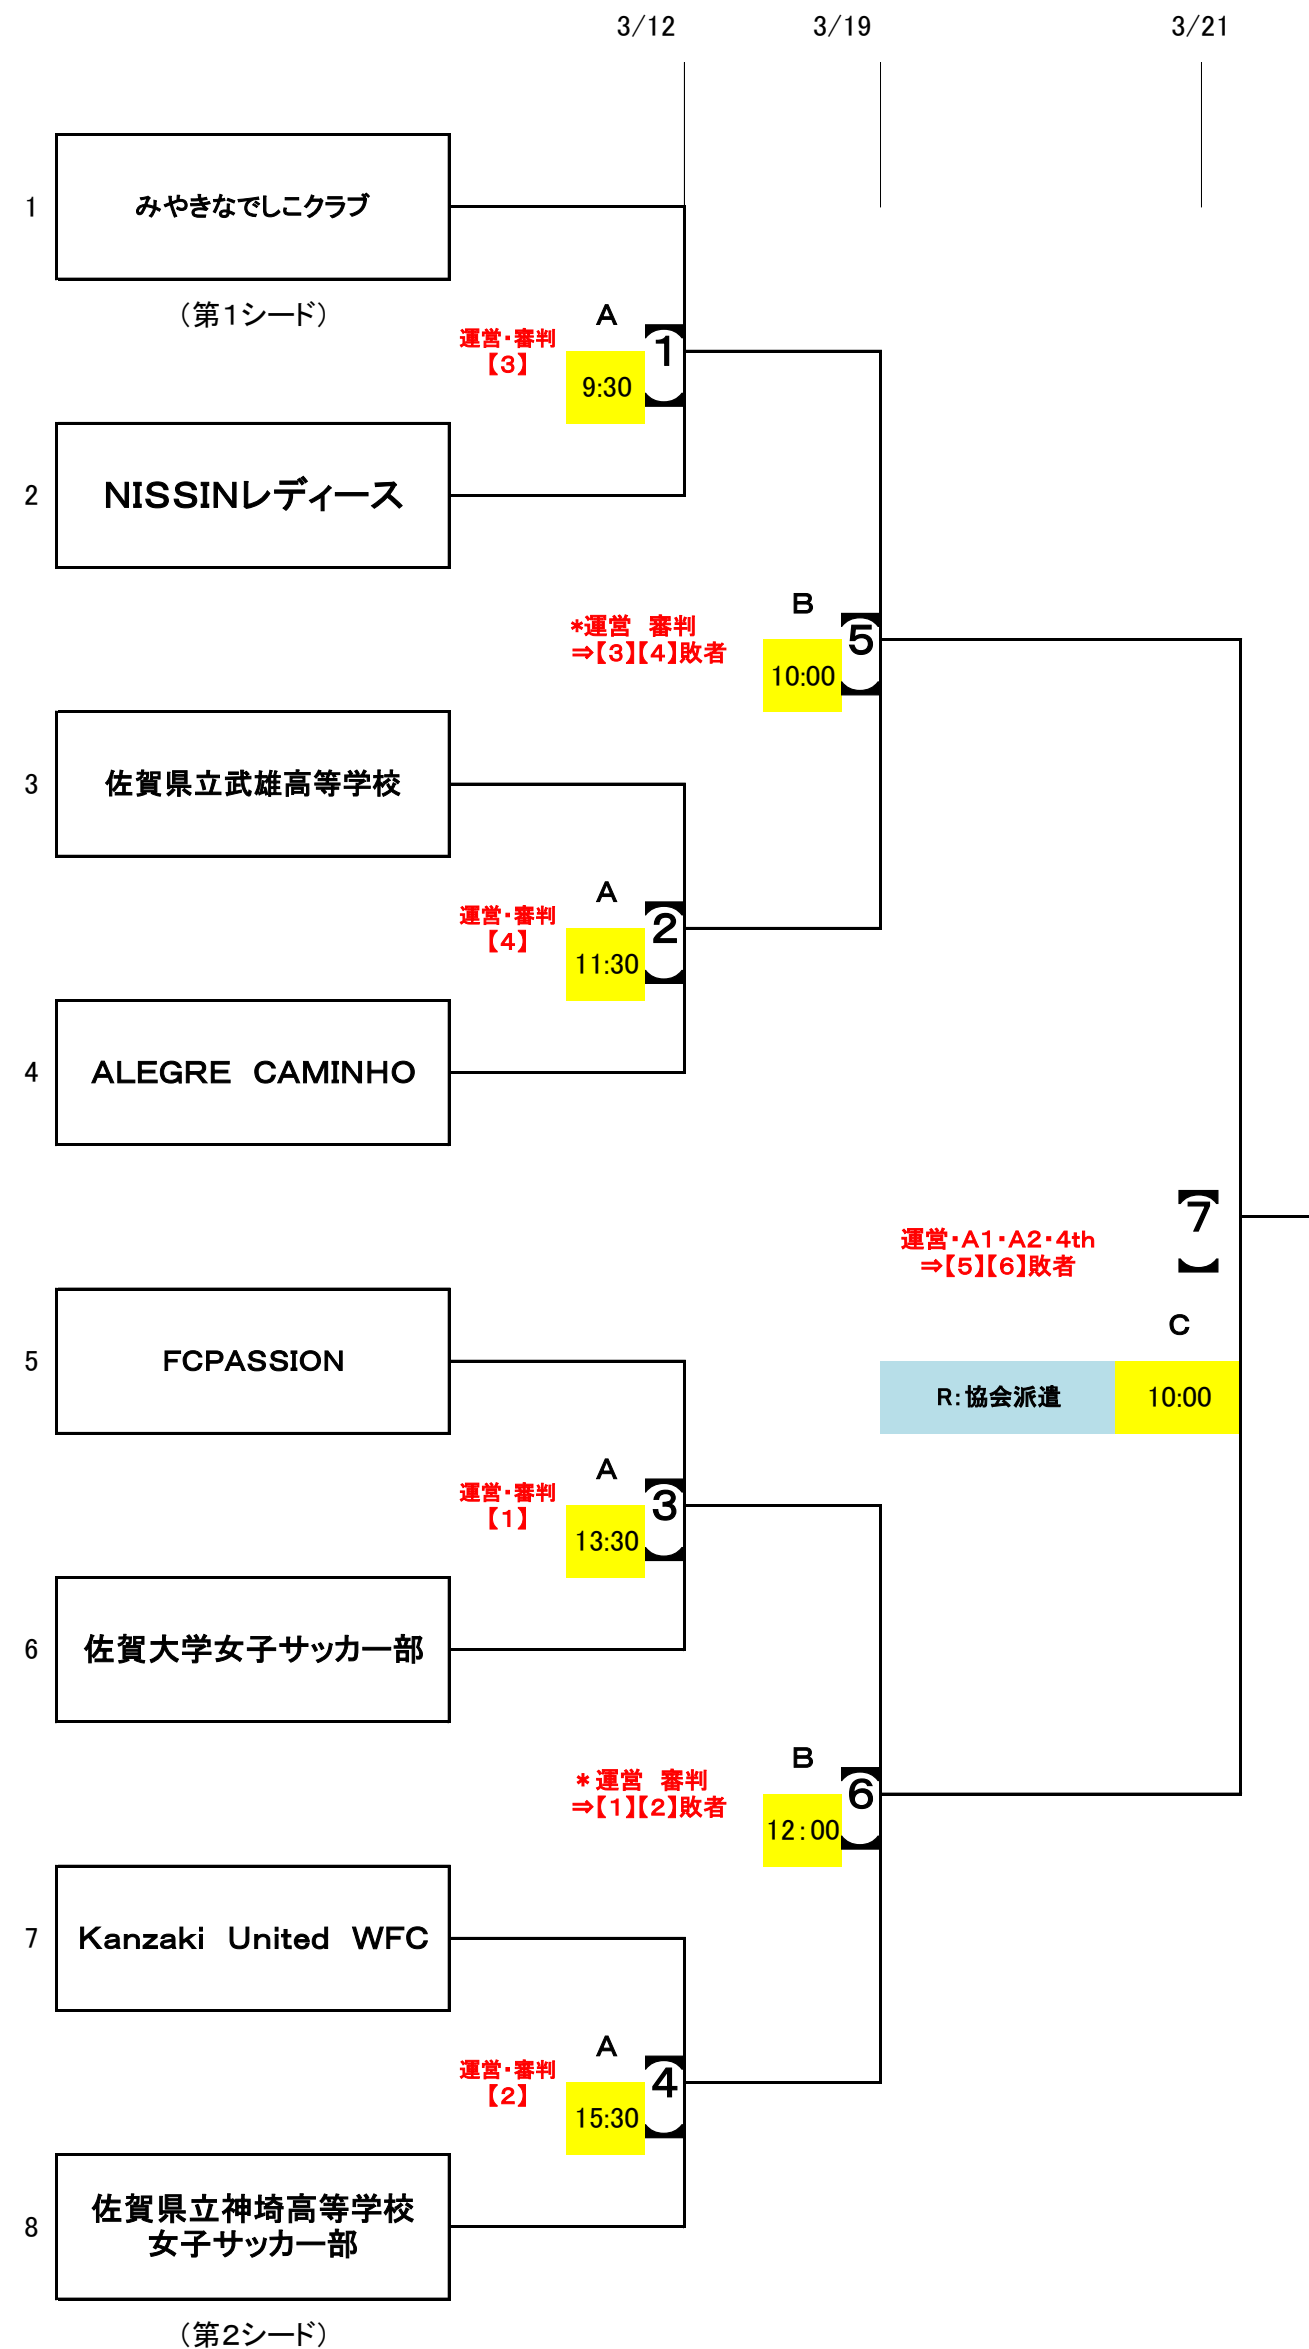 3/12 3/19 3/21
1 みやきなでしこクラブ
（第1シード）
A
運営・審判
【3】
1
9:30
2 NISSINレディース
B
*運営　審判
⇒【3】【4】敗者
5
10:00
3 佐賀県立武雄高等学校
A
運営・審判
【4】
2
11:30
4 ALEGRE　CAMINHO
7
運営・A1・A2・4th
⇒【5】【6】敗者
C
5 FCPASSION
R：協会派遣 10:00
A
運営・審判
【1】
3
13:30
6 佐賀大学女子サッカー部
B
* 運営　審判
⇒【1】【2】敗者
6
12：00
7 Kanzaki　United　WFC
A
運営・審判
【2】
4
15:30
8 佐賀県立神埼高等学校
女子サッカー部
（第2シード）